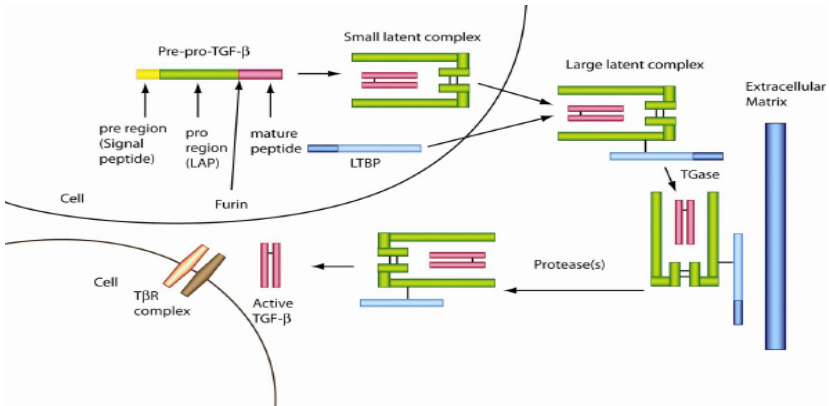 Pre-pro-TGF-β
Small latent complex
Large latent complex
Extracellular
Matrix
pre region
(Signal
peptide)
pro
region
(LAP)
mature
peptide
LTBP
Furin
Cell
TGase
Protease(s)
Cell
TβR
complex
Active
TGF-β